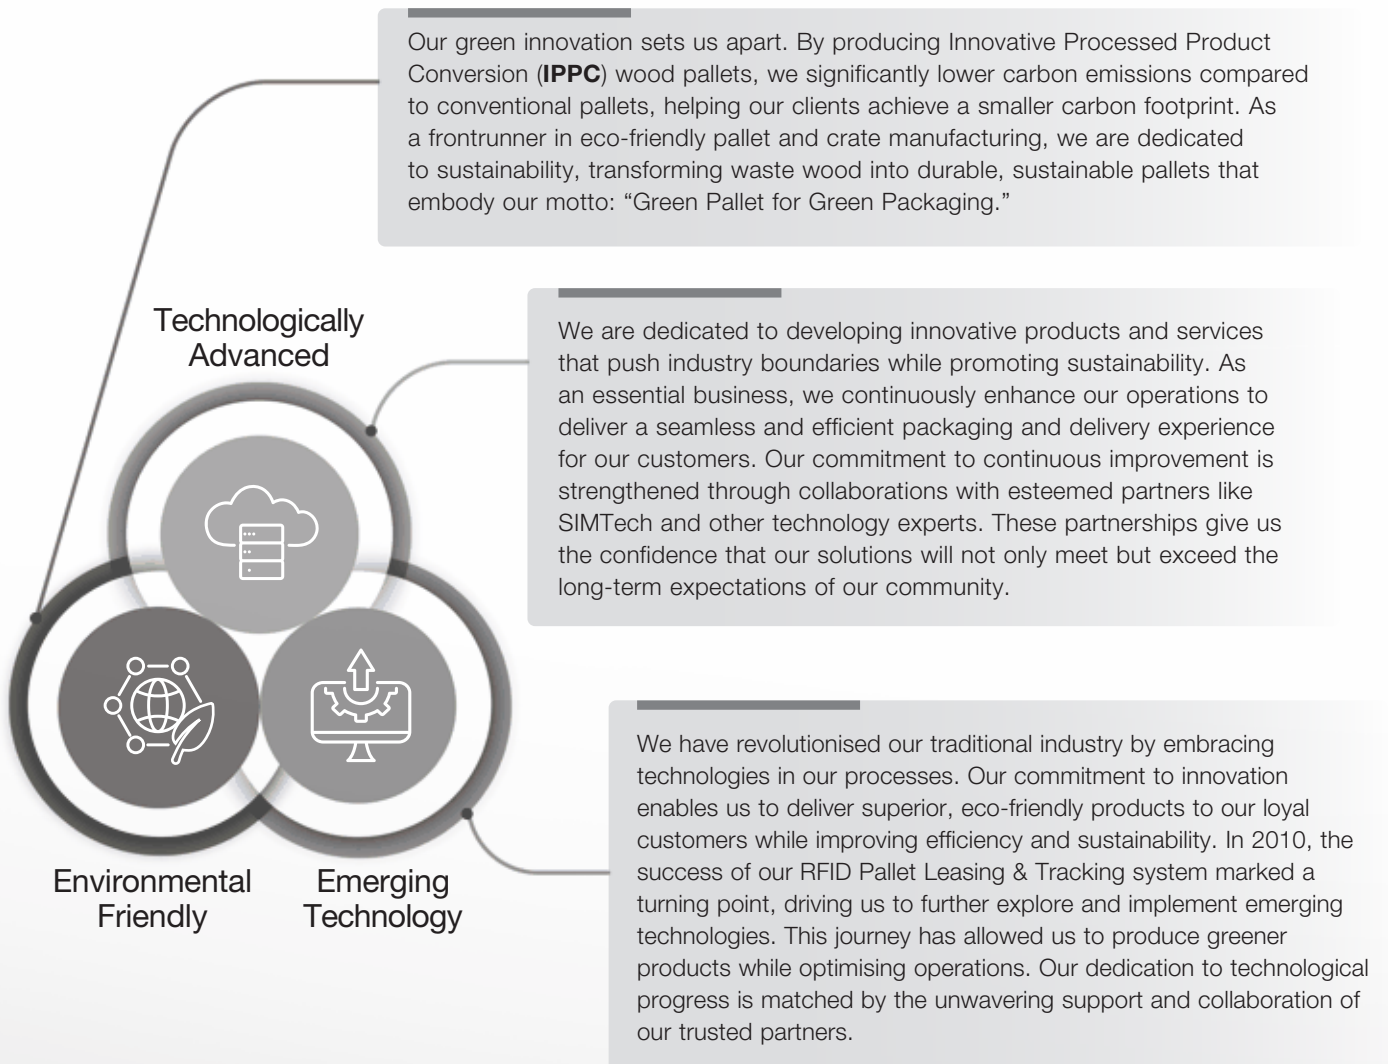 Our green innovation sets us apart. By producing Innovative Processed Product
Conversion (IPPC) wood pallets, we significantly lower carbon emissions compared
to conventional pallets, helping our clients achieve a smaller carbon footprint. As
a frontrunner in eco-friendly pallet and crate manufacturing, we are dedicated
to sustainability, transforming waste wood into durable, sustainable pallets that
embody our motto: “Green Pallet for Green Packaging.”
Technologically
Advanced
We are dedicated to developing innovative products and services
that push industry boundaries while promoting sustainability. As
an essential business, we continuously enhance our operations to
deliver a seamless and efficient packaging and delivery experience
for our customers. Our commitment to continuous improvement is
strengthened through collaborations with esteemed partners like
SIMTech and other technology experts. These partnerships give us
the confidence that our solutions will not only meet but exceed the
long-term expectations of our community.
Environmental
Friendly
Emerging
Technology
We have revolutionised our traditional industry by embracing
technologies in our processes. Our commitment to innovation
enables us to deliver superior, eco-friendly products to our loyal
customers while improving efficiency and sustainability. In 2010, the
success of our RFID Pallet Leasing & Tracking system marked a
turning point, driving us to further explore and implement emerging
technologies. This journey has allowed us to produce greener
products while optimising operations. Our dedication to technological
progress is matched by the unwavering support and collaboration of
our trusted partners.